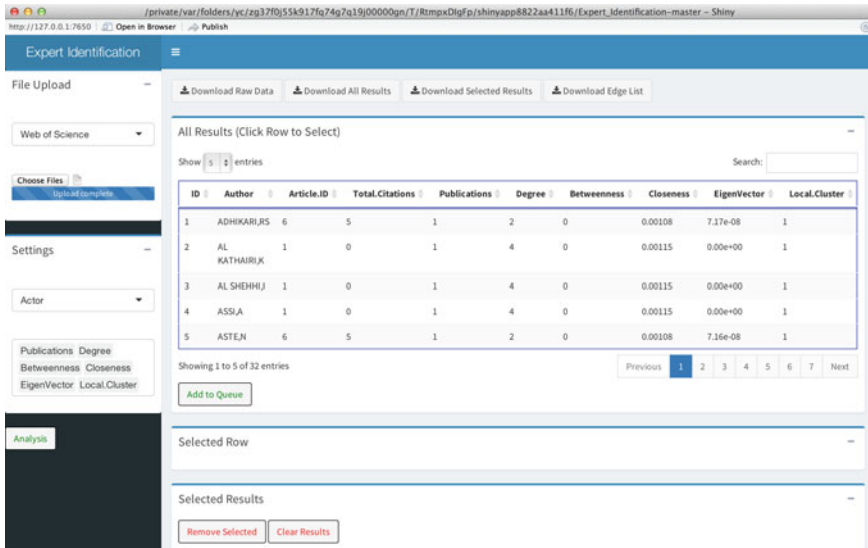 /private/var/folders/yc/zg37f0j55k917fq74g7q19j00000gn/T/RtmpxDIgFp/shinyapp8822aa411f6/Expert_Identification-master – Shiny
http://127.0.0.1:7650 Open in Browser Publish
Expert Identification
File Upload –
Web of Science
Choose Files
Upload complete
Settings –
Actor
Publications Degree
Betweenness Closeness
EigenVector Local.Cluster
Analysis
Download Raw Data Download All Results Download Selected Results Download Edge List
All Results (Click Row to Select) –
Show 5 entries Search:
ID Author Article.ID Total.Citations Publications Degree Betweenness Closeness EigenVector Local.Cluster
1 ADHIKARI,RS 6 5 1 2 0 0.00108 7.17e-08 1
2 AL KATHAIRI,K 1 0 1 4 0 0.00115 0.00e+00 1
3 AL SHEHHI,J 1 0 1 4 0 0.00115 0.00e+00 1
4 ASSI,A 1 0 1 4 0 0.00115 0.00e+00 1
5 ASTE,N 6 5 1 2 0 0.00108 7.16e-08 1
Showing 1 to 5 of 32 entries Previous 1 2 3 4 5 6 7 Next
Add to Queue
Selected Row –
Selected Results –
Remove Selected Clear Results